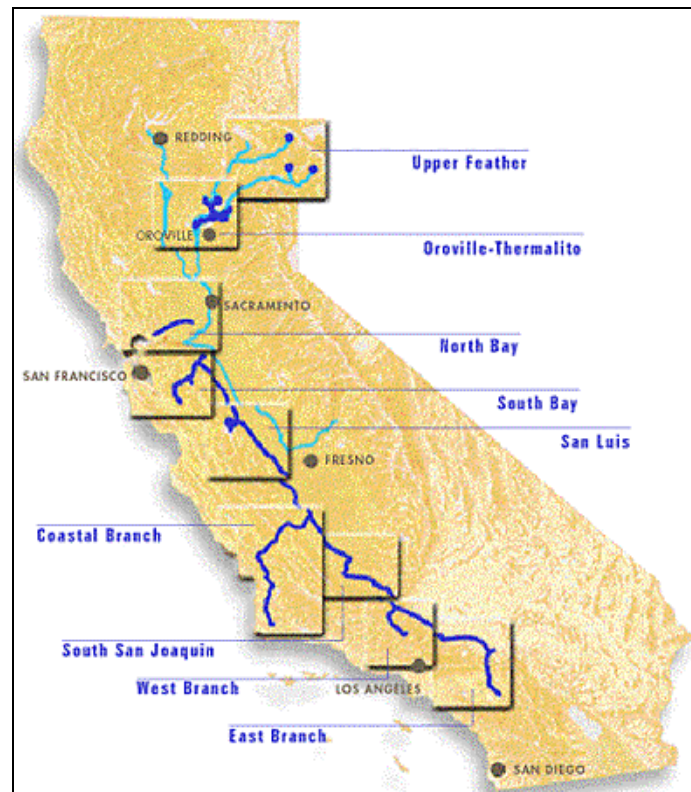 REDDING
Upper Feather
OROVILLE
Oroville-Thermalito
SACRAMENTO
North Bay
SAN FRANCISCO
South Bay
San Luis
FRESNO
Coastal Branch
South San Joaquin
West Branch
LOS ANGELES
East Branch
SAN DIEGO